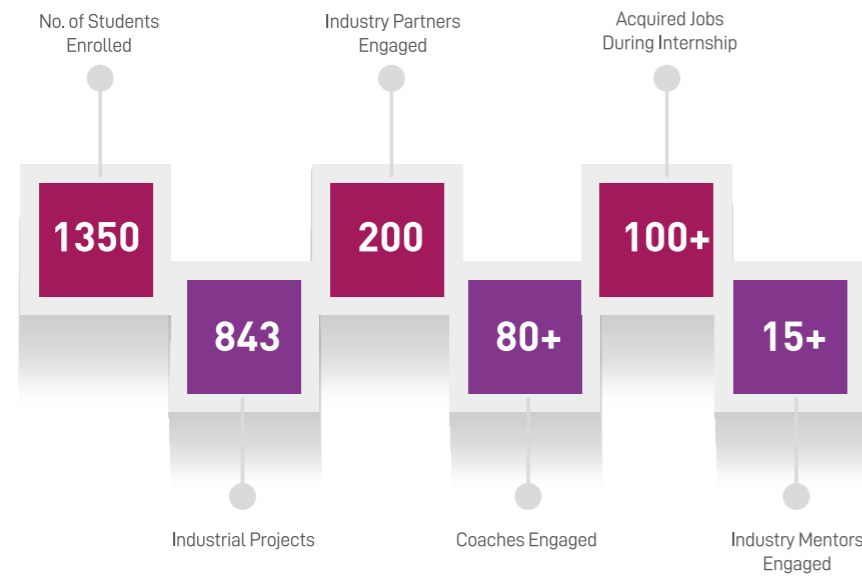 No. of Students
Enrolled
Industry Partners
Engaged
Acquired Jobs
During Internship
1350
200
100+
843
80+
15+
Industrial Projects
Coaches Engaged
Industry Mentors
Engaged